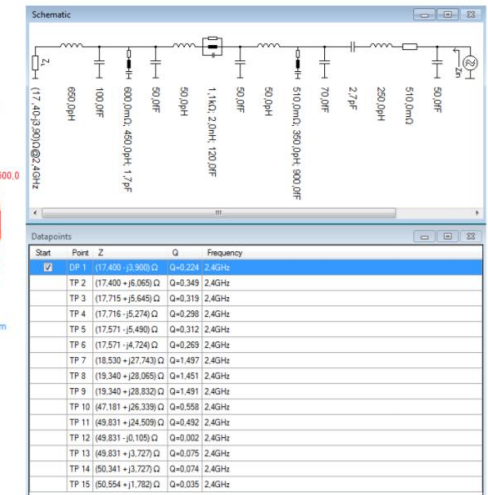 Schematic
Z_L
Zin
(17,40-j3,90)Ω@2,4GHz
650,0pH
100,0fF
600,0mΩ; 450,0pH; 1,7pF
50,0fF
50,0pH
1,1kΩ; 2,0nH; 120,0fF
50,0fF
50,0pH
510,0mΩ; 350,0pH; 900,0fF
70,0fF
2,7pF
250,0pH
510,0mΩ
50,0fF
500.0
Datapoints
Start Point Z Q Frequency
DP 1 (17,400 - j3,900) Ω Q=0,224 2,4GHz
TP 2 (17,400 + j6,065) Ω Q=0,349 2,4GHz
TP 3 (17,715 + j5,645) Ω Q=0,319 2,4GHz
TP 4 (17,716 - j5,274) Ω Q=0,298 2,4GHz
TP 5 (17,571 - j5,490) Ω Q=0,312 2,4GHz
TP 6 (17,571 - j4,724) Ω Q=0,269 2,4GHz
TP 7 (18,530 + j27,743) Ω Q=1,497 2,4GHz
TP 8 (19,340 + j28,065) Ω Q=1,451 2,4GHz
TP 9 (19,340 + j28,832) Ω Q=1,491 2,4GHz
TP 10 (47,181 + j26,339) Ω Q=0,558 2,4GHz
TP 11 (49,831 + j24,509) Ω Q=0,492 2,4GHz
TP 12 (49,831 - j0,105) Ω Q=0,002 2,4GHz
TP 13 (49,831 + j3,727) Ω Q=0,075 2,4GHz
TP 14 (50,341 + j3,727) Ω Q=0,074 2,4GHz
TP 15 (50,554 + j1,782) Ω Q=0,035 2,4GHz